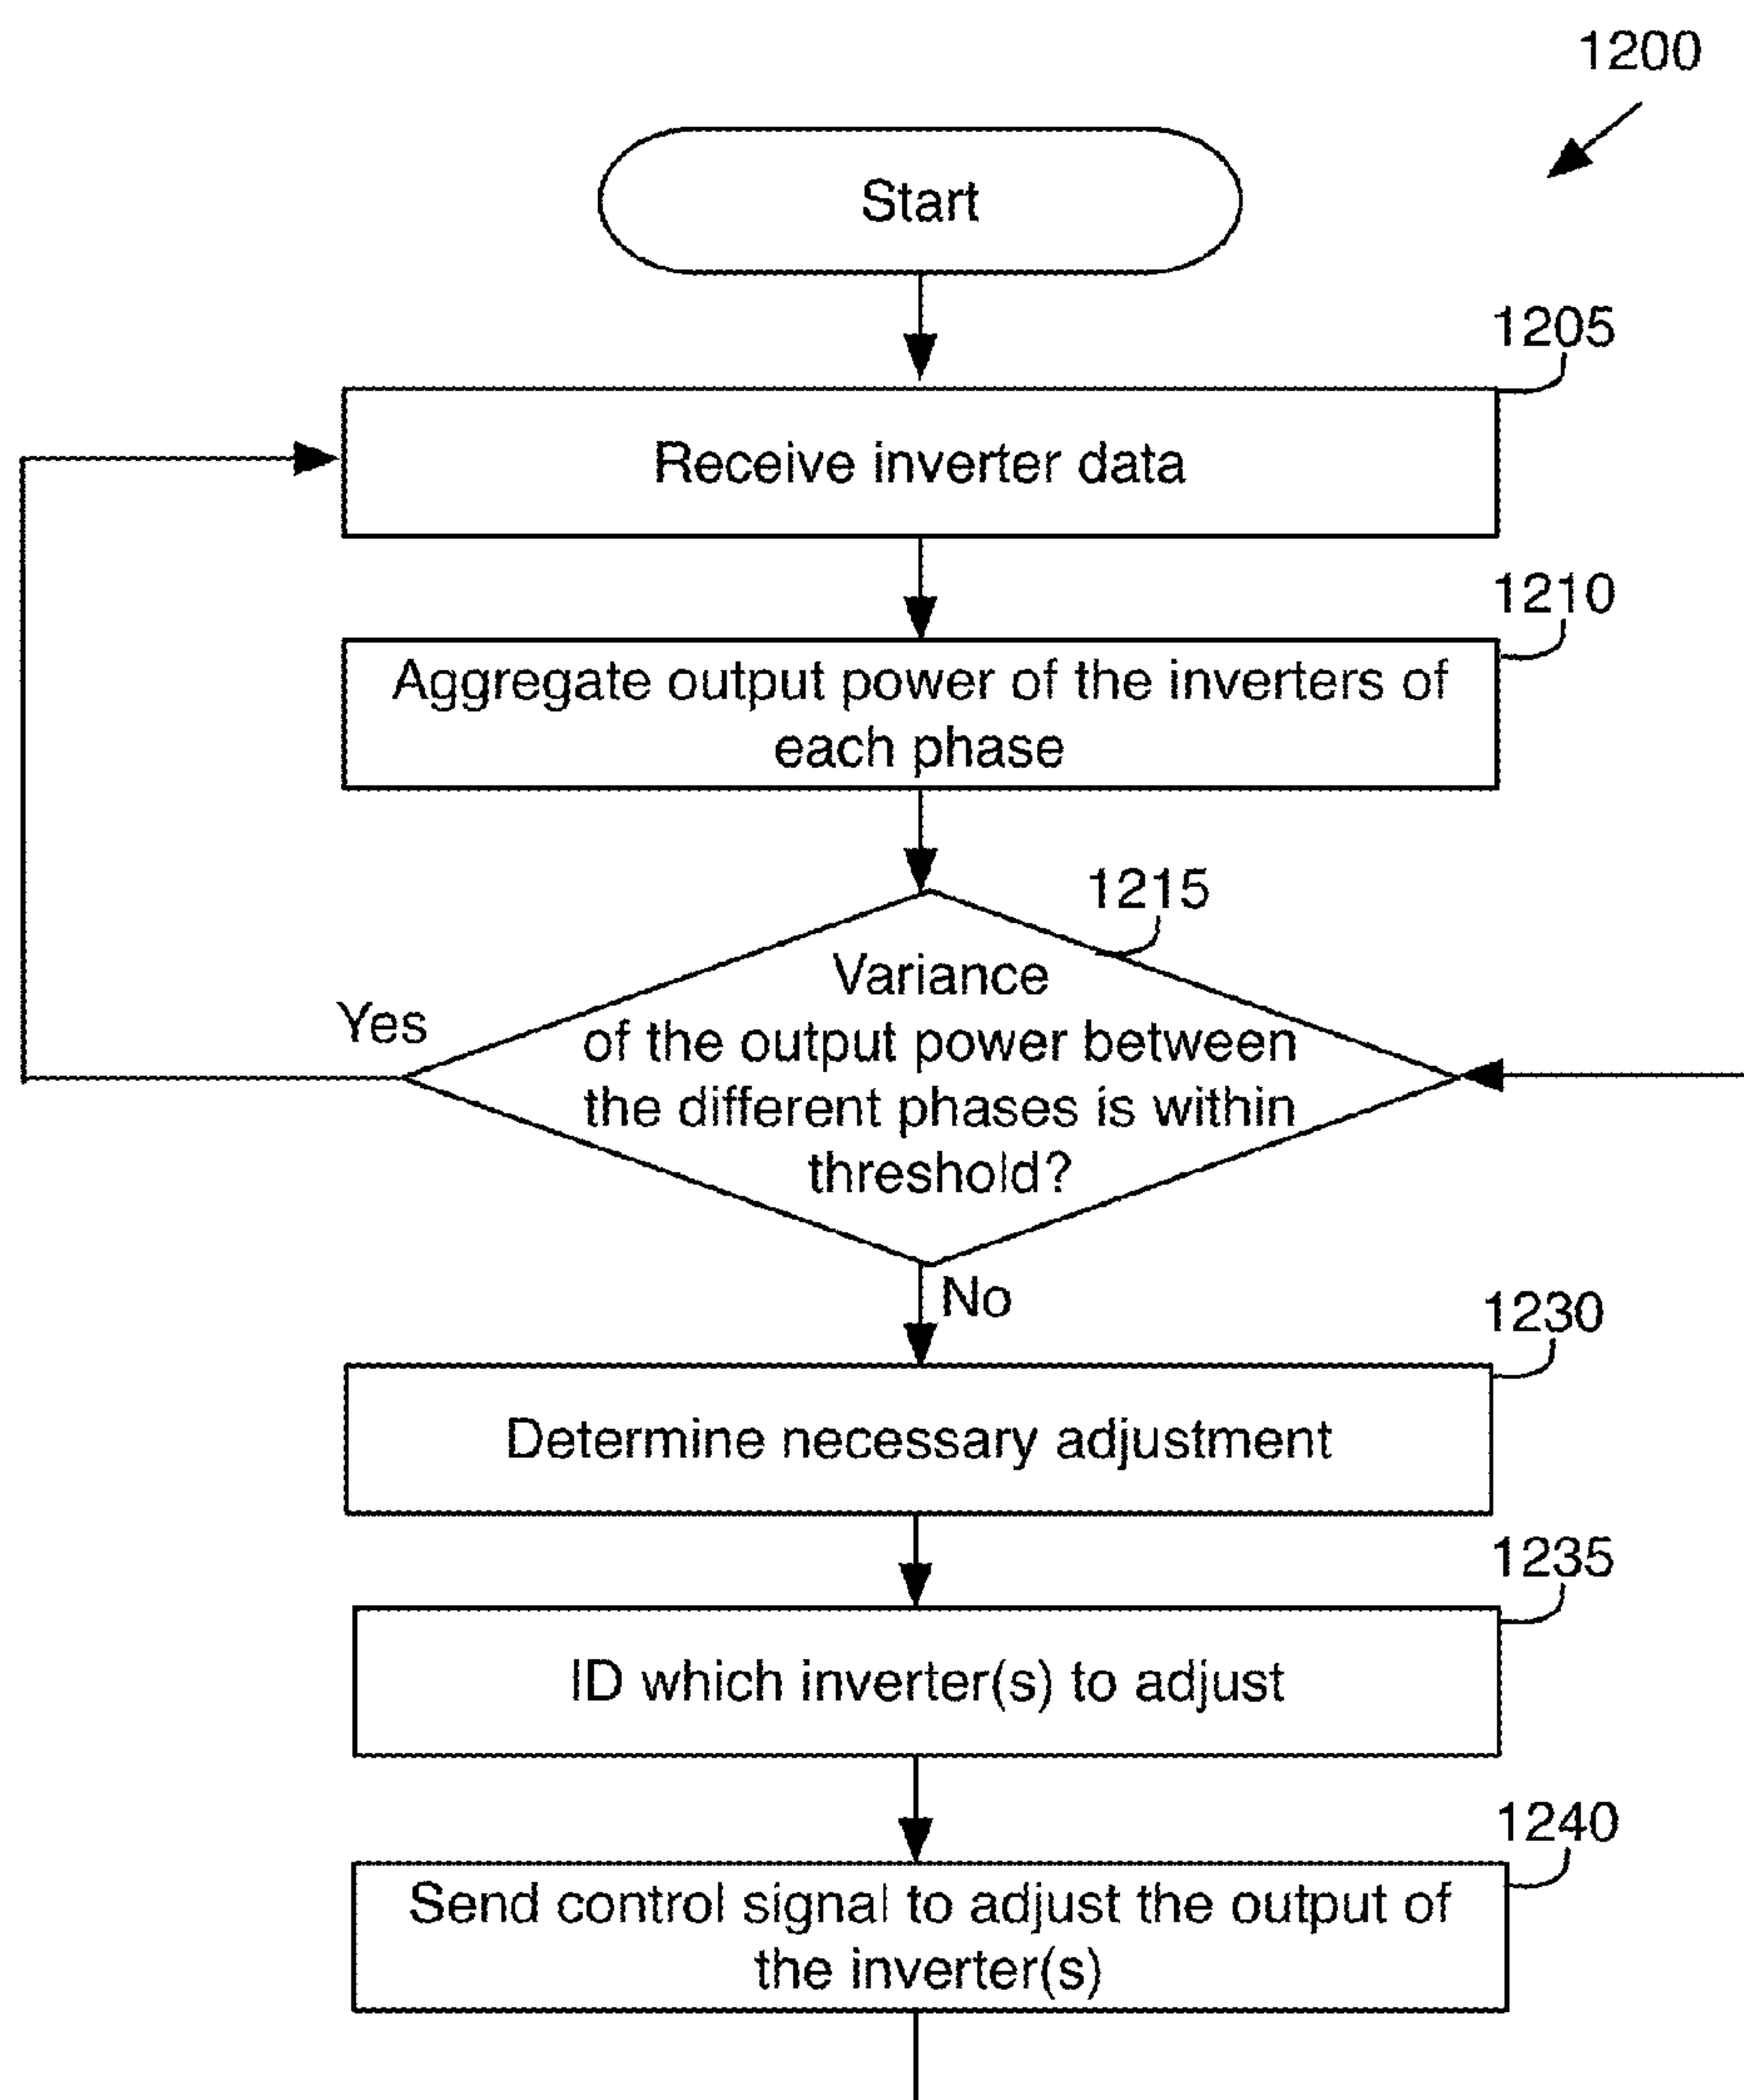 1200
Start
1205
Receive inverter data
1210
Aggregate output power of the inverters of
each phase
1215
Variance
of the output power between
the different phases is within
threshold?
Yes
No
1230
Determine necessary adjustment
1235
ID which inverter(s) to adjust
1240
Send control signal to adjust the output of
the inverter(s)